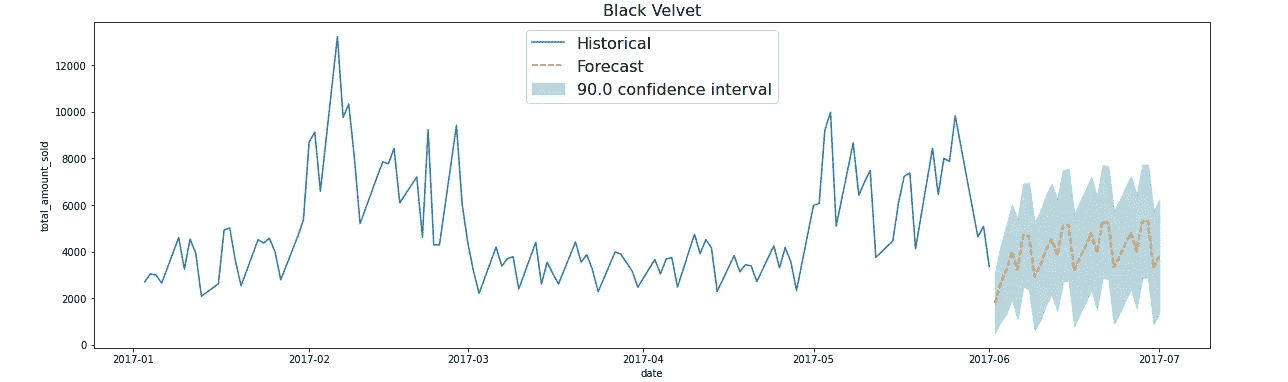 Black Velvet
Historical
Forecast
90.0 confidence interval
total_amount_sold
12000
10000
8000
6000
4000
2000
0
2017-01 2017-02 2017-03 2017-04 2017-05 2017-06 2017-07
date